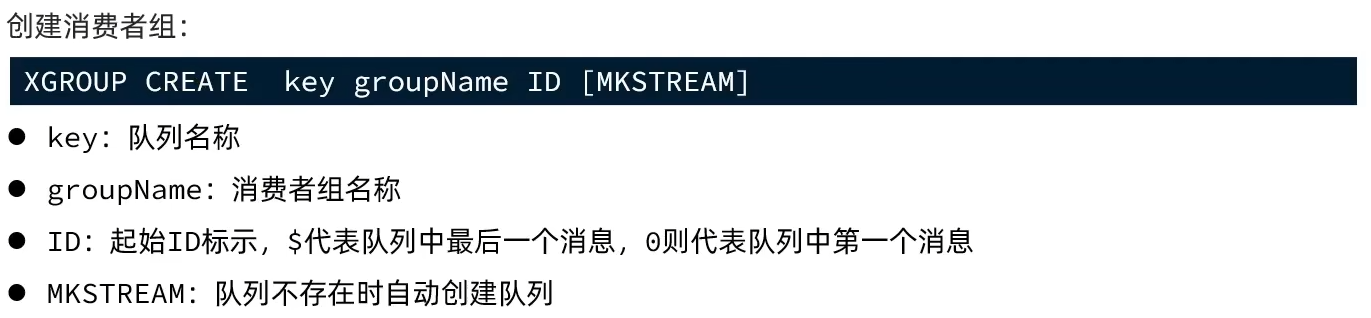 创建消费者组：
XGROUP CREATE  key groupName ID [MKSTREAM]
● key：队列名称
● groupName：消费者组名称
● ID：起始ID标示，$代表队列中最后一个消息，0则代表队列中第一个消息
● MKSTREAM：队列不存在时自动创建队列